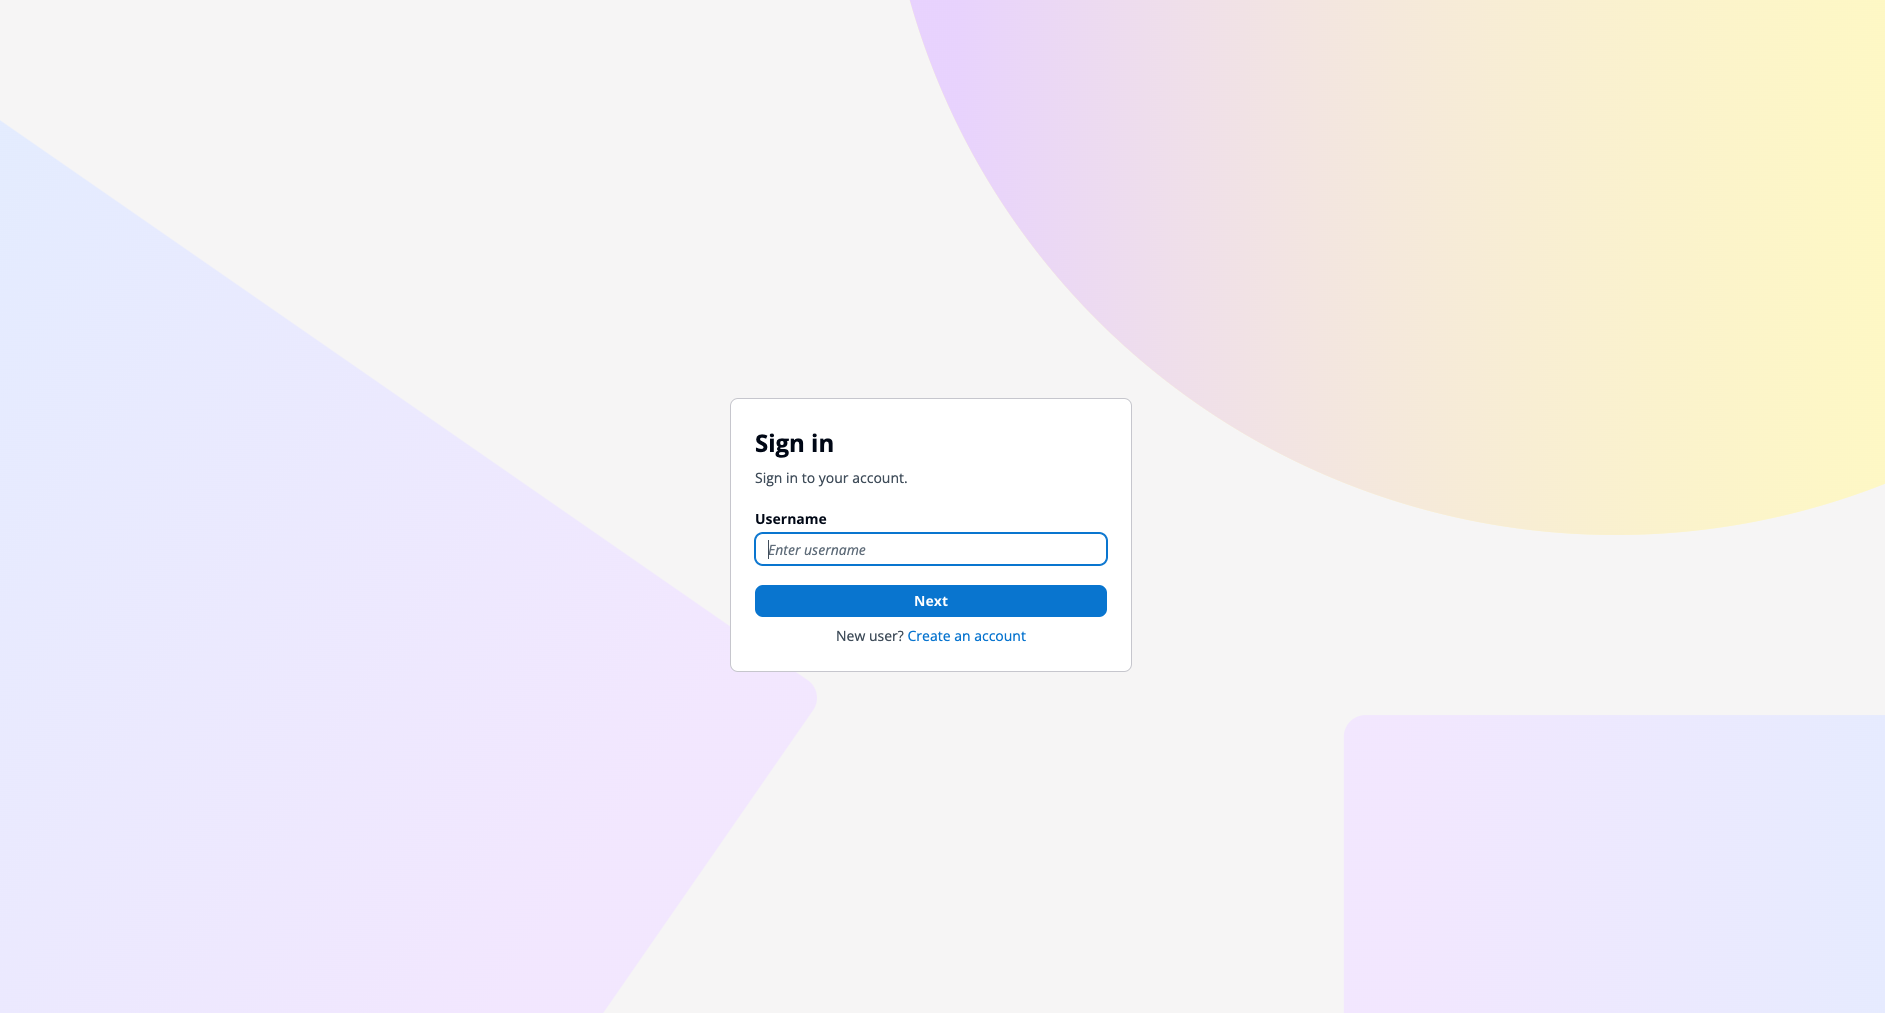 Sign in
Sign in to your account.
Username
Enter username
Next
New user? Create an account